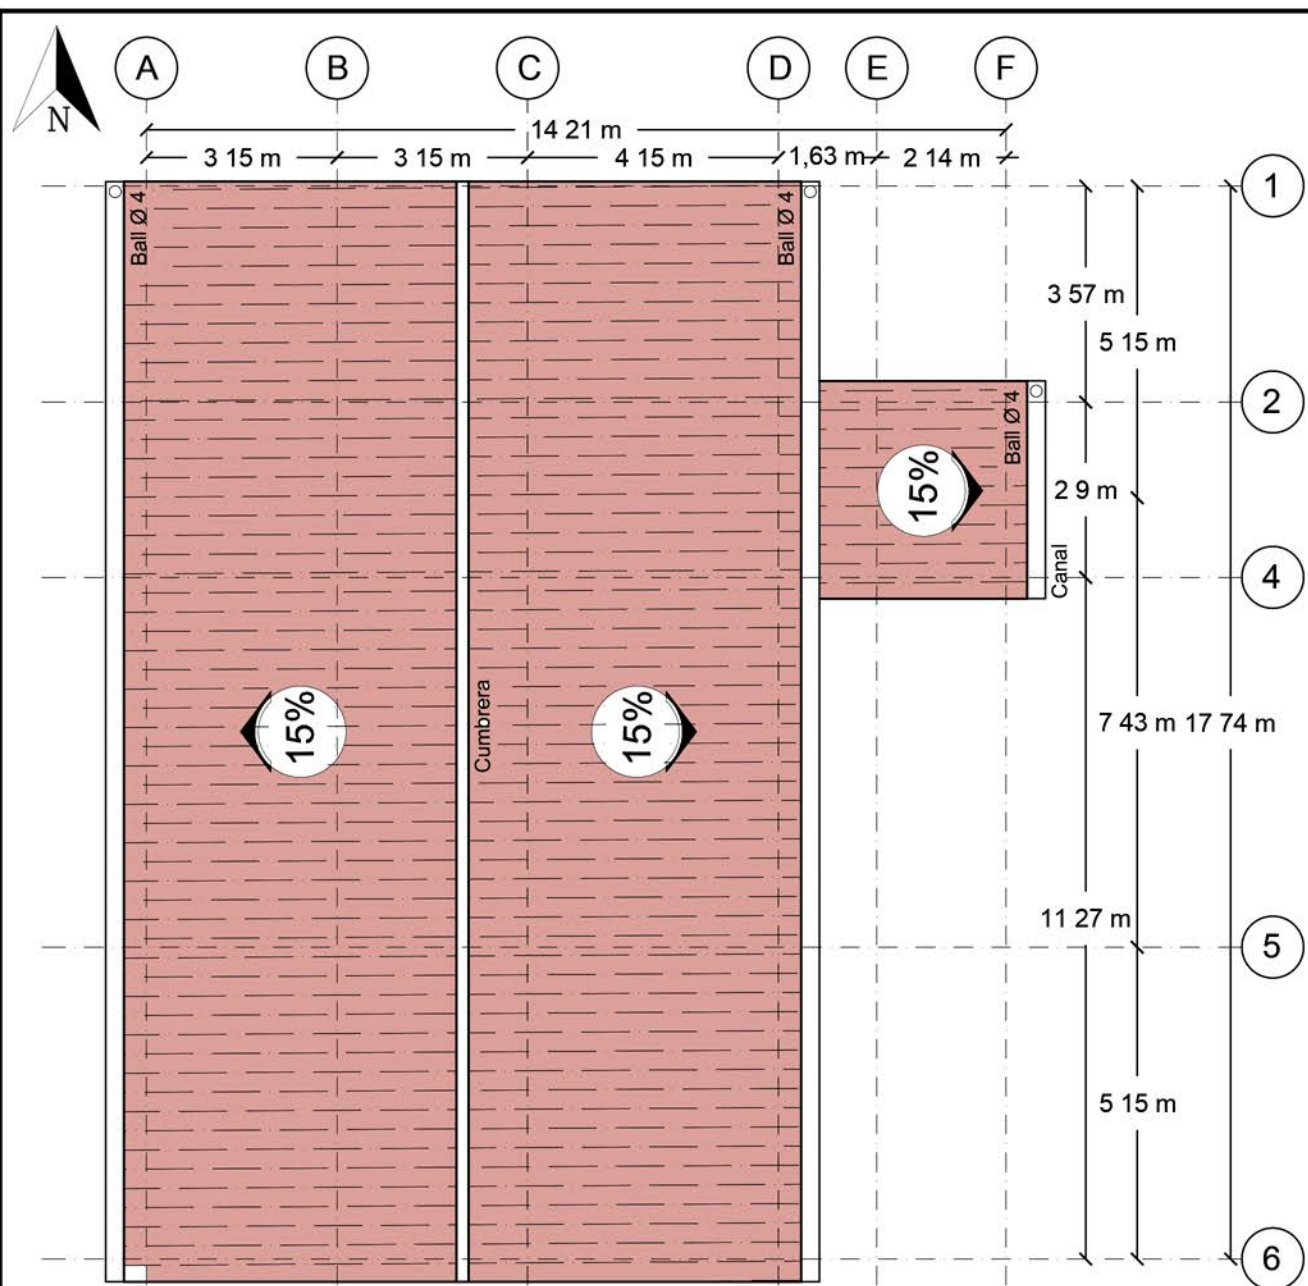 A B C D E F
N
14 21 m
3 15 m 3 15 m 4 15 m 1,63 m 2 14 m
1
Ball Ø 4
Ball Ø 4
3 57 m
5 15 m
2
Ball Ø 4
15%
2 9 m
Canal
4
15%
Cumbrera
15%
7 43 m 17 74 m
11 27 m
5
5 15 m
6